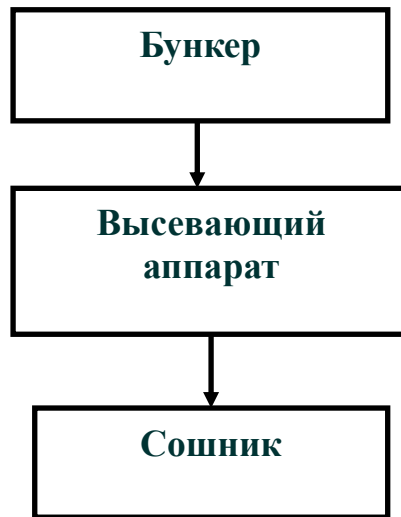 Бункер
Высевающий
аппарат
Сошник